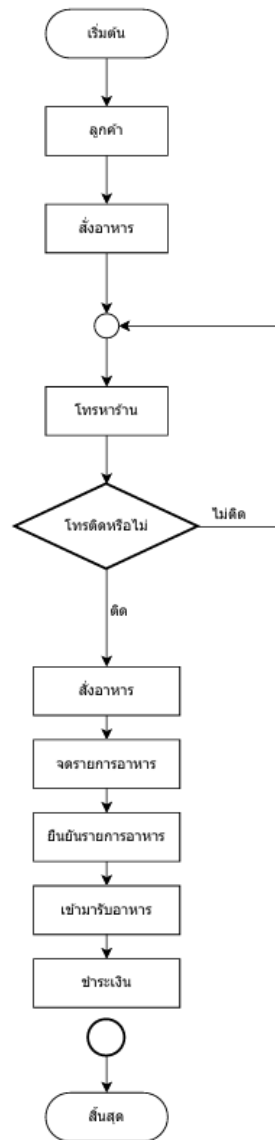 เริ่มต้น
ลูกค้า
สั่งอาหาร
โทรหาร้าน
โทรติดหรือไม่
ไม่ติด
ติด
สั่งอาหาร
จดรายการอาหาร
ยืนยันรายการอาหาร
เข้ามารับอาหาร
ชำระเงิน
สิ้นสุด